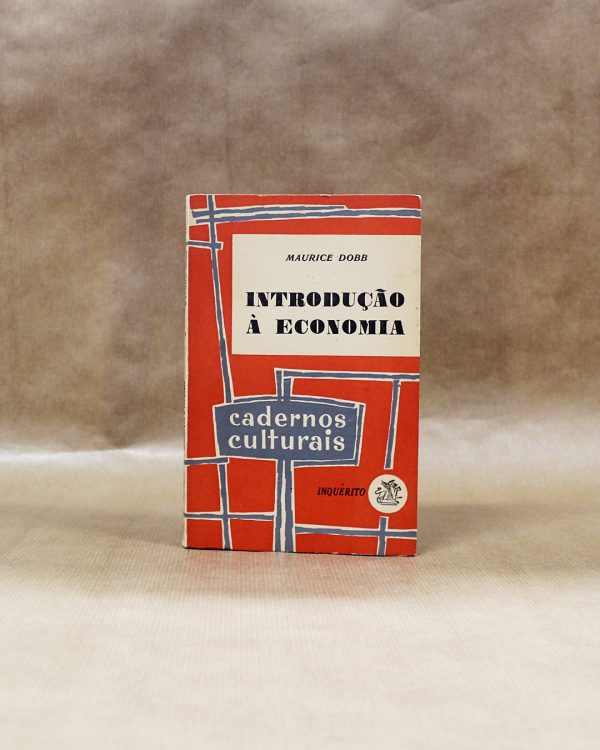 MAURICE DOBB
INTRODUÇÃO
À ECONOMIA
cadernos
culturais
INQUÉRITO